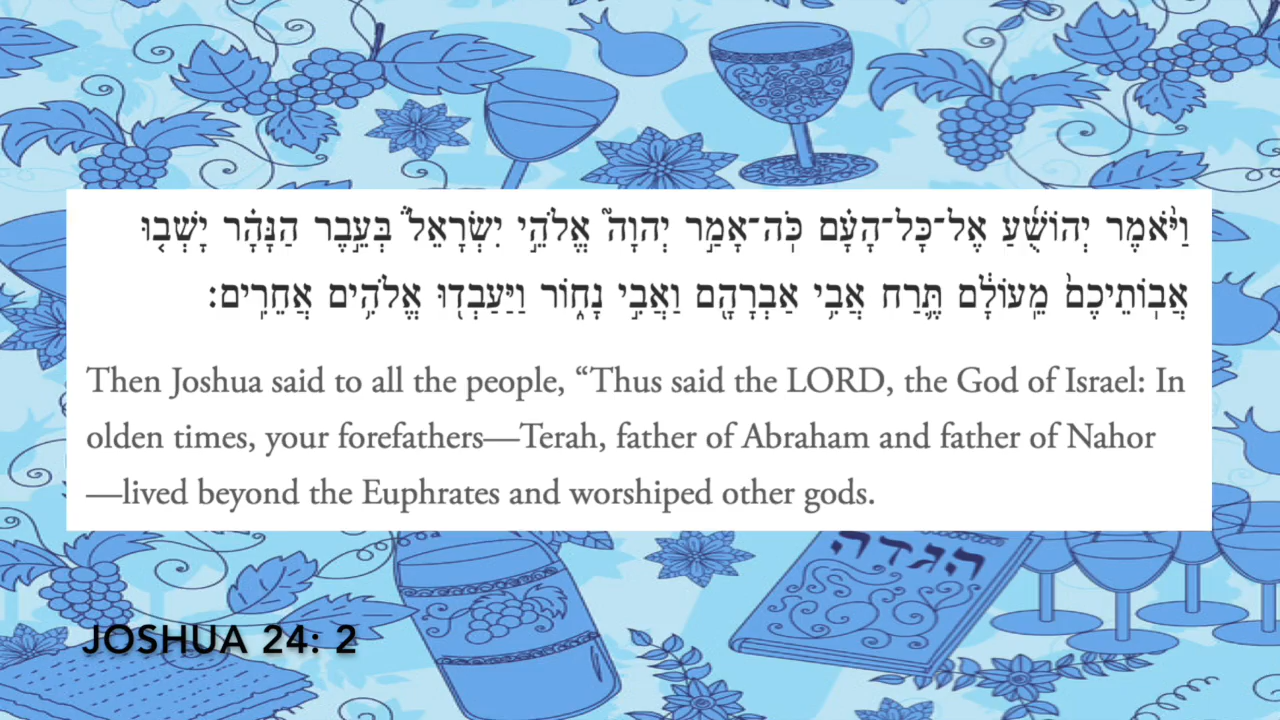 וַיֹּ֨אמֶר יְהוֹשֻׁ֜עַ אֶל־כׇּל־הָעָ֗ם כֹּֽה־אָמַ֣ר יְהֹוָה֮ אֱלֹהֵ֣י יִשְׂרָאֵל֒ בְּעֵ֣בֶר הַנָּהָ֗ר יָשְׁב֤וּ
אֲבֽוֹתֵיכֶם֙ מֵֽעוֹלָ֔ם תֶּ֛רַח אֲבִ֥י אַבְרָהָ֖ם וַאֲבִ֣י נָח֑וֹר וַיַּעַבְד֖וּ אֱלֹהִ֥ים אֲחֵרִֽים׃
Then Joshua said to all the people, “Thus said the LORD, the God of Israel: In
olden times, your forefathers—Terah, father of Abraham and father of Nahor
—lived beyond the Euphrates and worshiped other gods.
הגדה
JOSHUA 24: 2